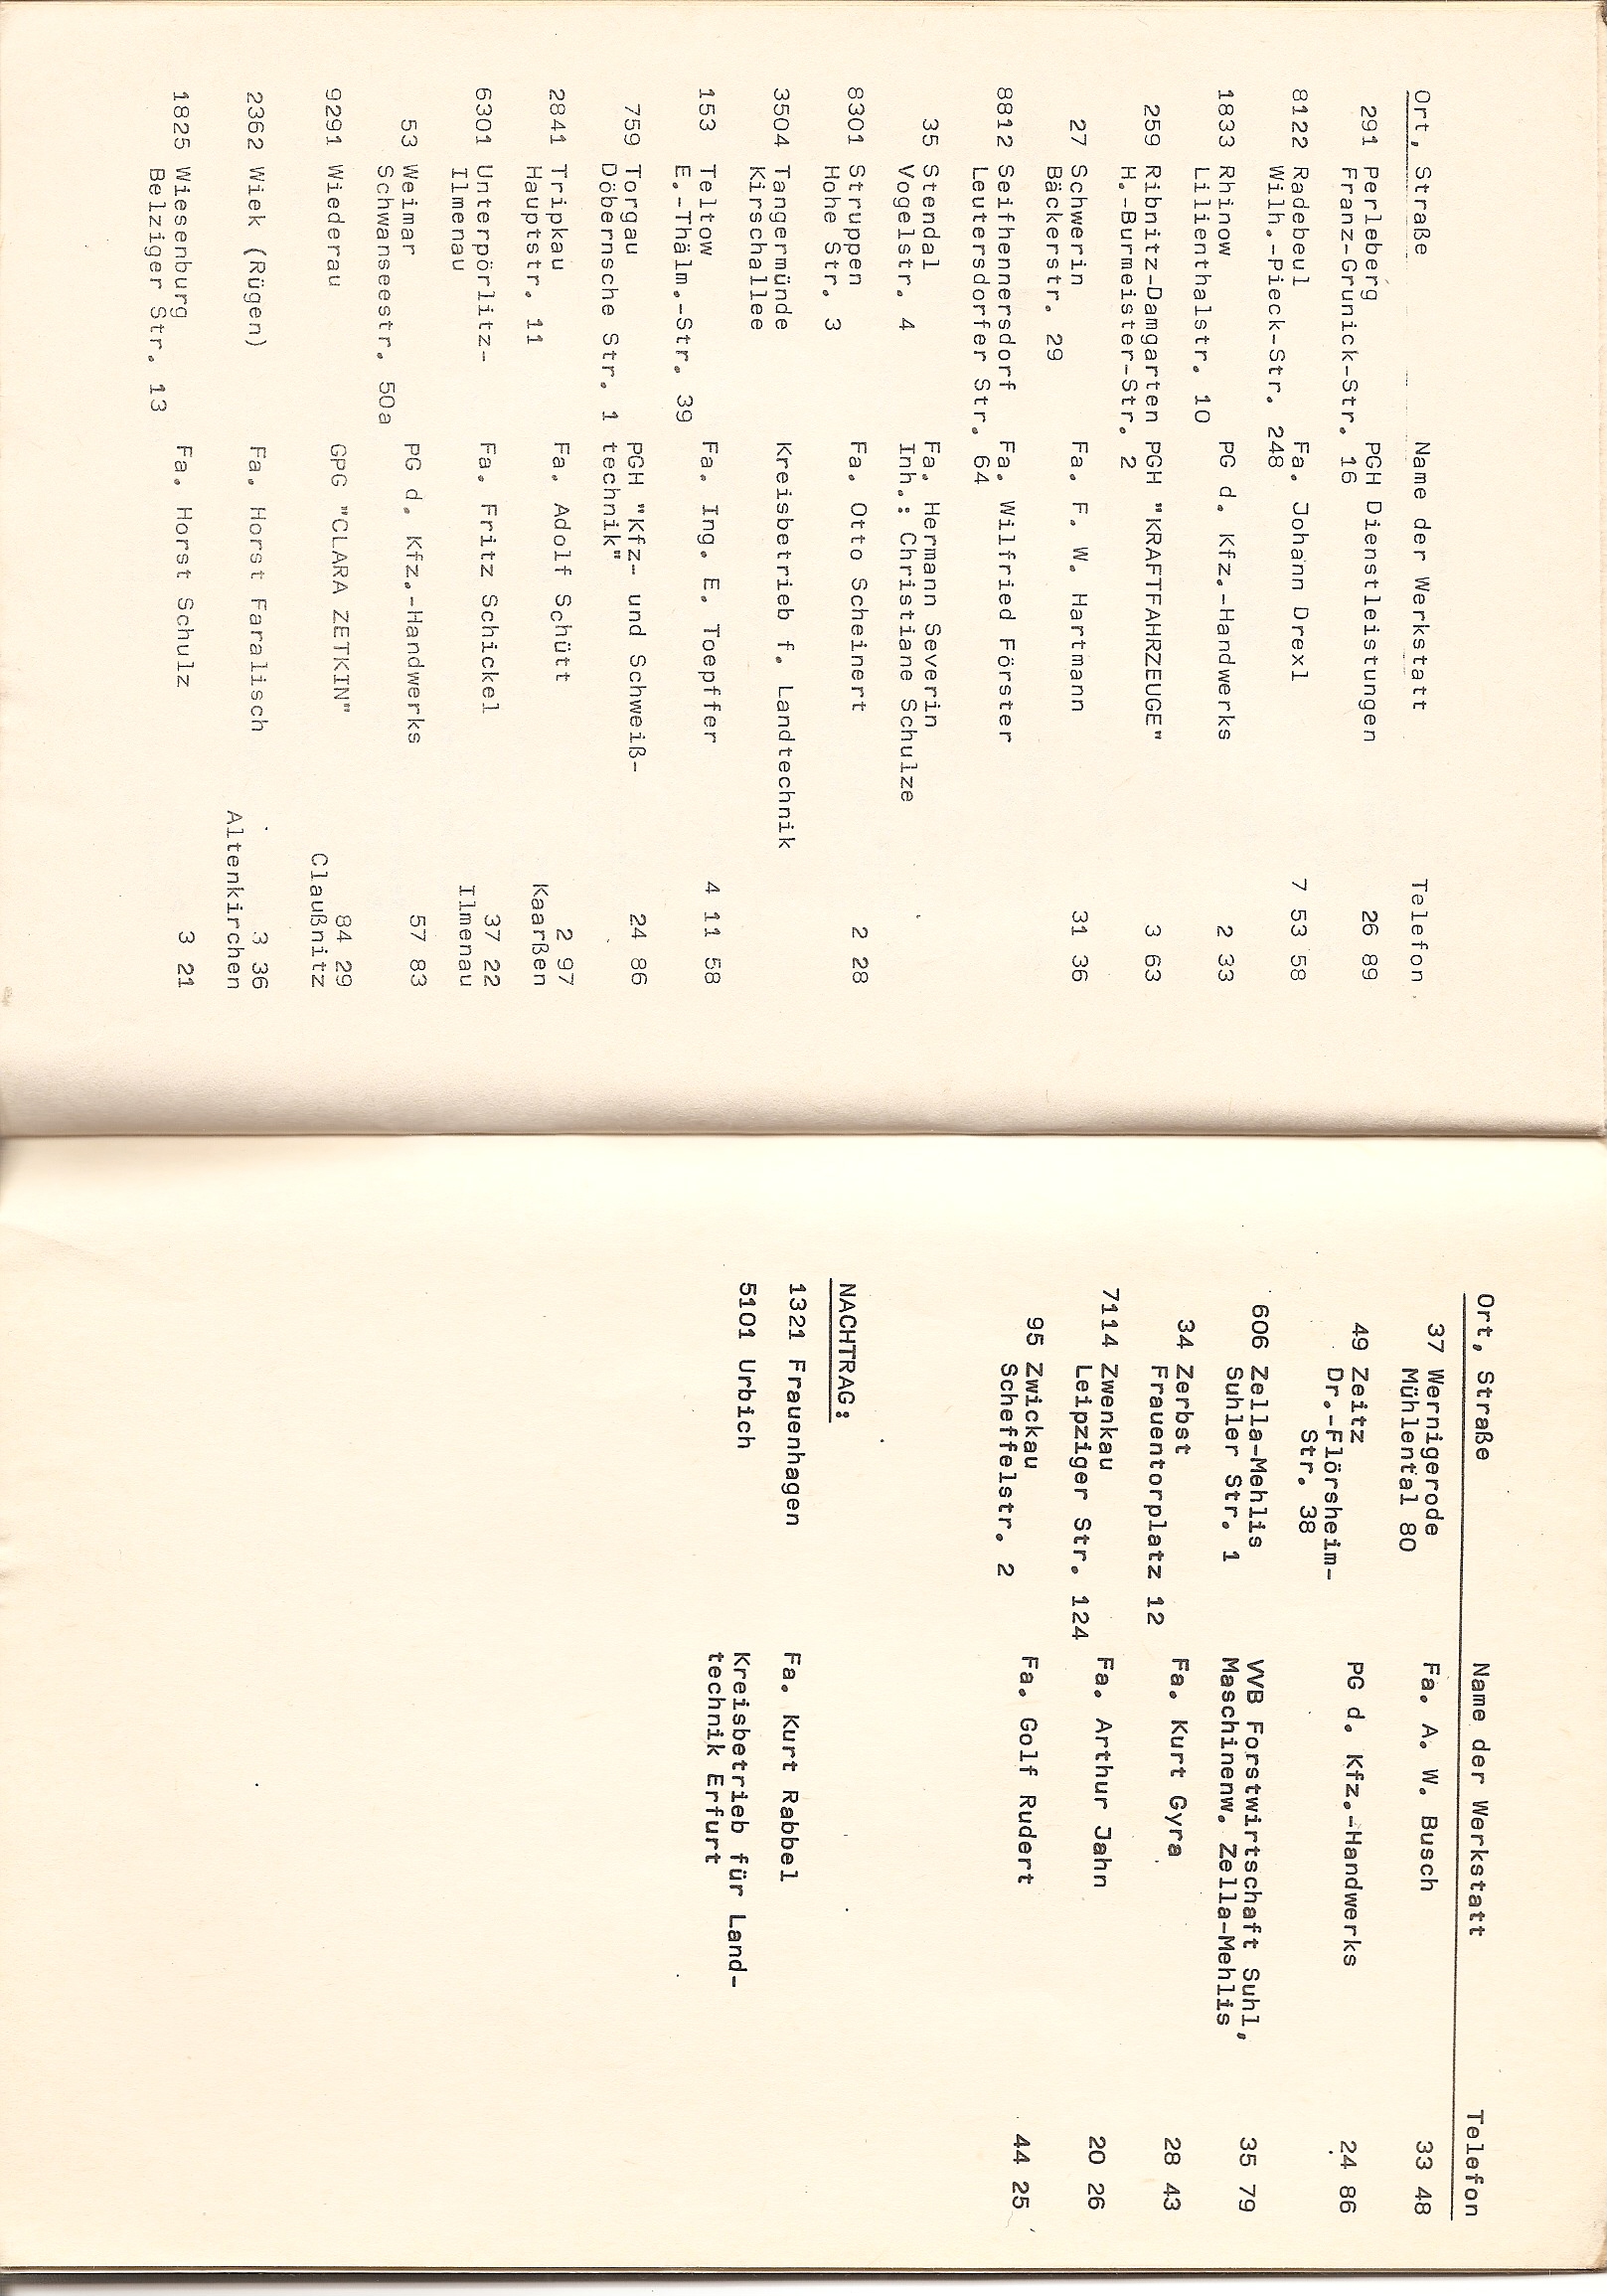 Ort, Straße Name der Werkstatt Telefon
291 Perleberg PGH Dienstleistungen 26 89
Franz-Grunick-Str. 16
8122 Radebeul Fa. Johann Drexl 7 53 58
Wilh.-Pieck-Str. 248
1833 Rhinow PG d. Kfz.-Handwerks 2 33
Lilienthalstr. 10
259 Ribnitz-Damgarten PGH "KRAFTFAHRZEUGE" 3 63
H.-Burmeister-Str. 2
27 Schwerin Fa. F. W. Hartmann 31 36
Bäckerstr. 29
8812 Seifhennersdorf Fa. Wilfried Förster
Leutersdorfer Str. 64
35 Stendal Fa. Hermann Severin
Vogelstr. 4 Inh.: Christiane Schulze
8301 Struppen Fa. Otto Scheinert 2 28
Hohe Str. 3
3504 Tangermünde Kreisbetrieb f. Landtechnik
Kirschallee
153 Teltow Fa. Ing. E. Toepffer 4 11 58
E.-Thälm.-Str. 39
759 Torgau PGH "Kfz- und Schweiß- 24 86
Döbernsche Str. 1 technik"
2841 Tripkau Fa. Adolf Schütt 2 97
Hauptstr. 11 Kaarßen
6301 Unterpörlitz- Fa. Fritz Schickel 37 22
Ilmenau Ilmenau
53 Weimar PG d. Kfz.-Handwerks 57 83
Schwanseestr. 50a
9291 Wiederau GPG "CLARA ZETKIN" 84 29
Claußnitz
2362 Wiek (Rügen) Fa. Horst Faralisch 3 36
Altenkirchen
1825 Wiesenburg Fa. Horst Schulz 3 21
Belziger Str. 13
Ort, Straße Name der Werkstatt Telefon
37 Wernigerode Fa. A. W. Busch 33 48
Mühlental 80
49 Zeitz PG d. Kfz.-Handwerks 24 86
Dr.-Flörsheim-
Str. 38
606 Zella-Mehlis VVB Forstwirtschaft Suhl, 35 79
Suhler Str. 1 Maschinenw. Zella-Mehlis
34 Zerbst Fa. Kurt Gyra 28 43
Frauentorplatz 12
7114 Zwenkau Fa. Arthur Jahn 20 26
Leipziger Str. 124
95 Zwickau Fa. Golf Rudert 44 25
Scheffelstr. 2
NACHTRAG:
1321 Frauenhagen Fa. Kurt Rabbel
5101 Urbich Kreisbetrieb für Land-
technik Erfurt